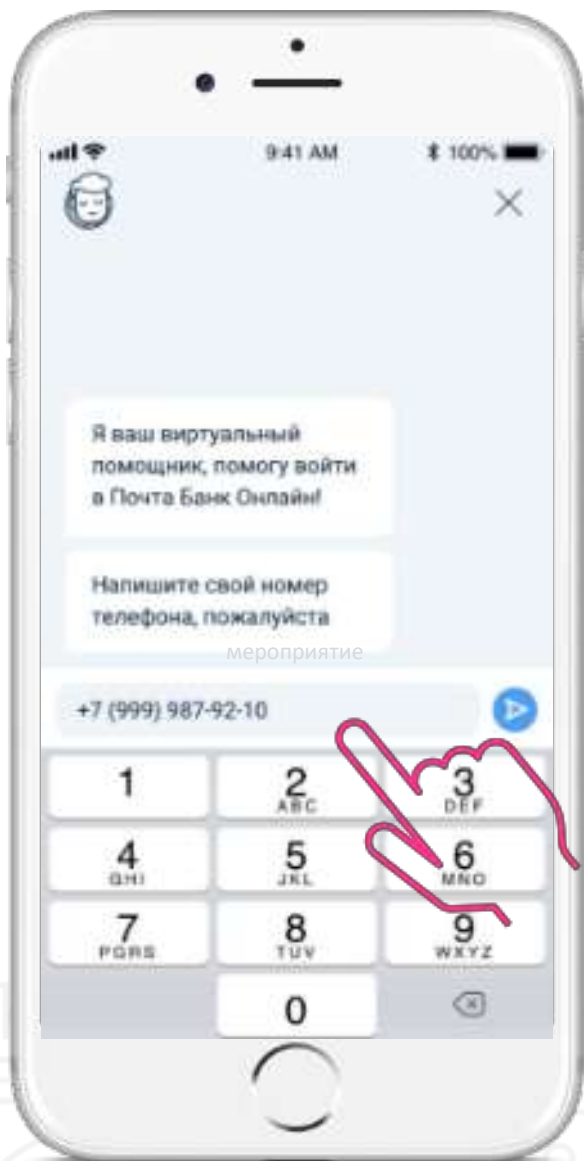 9:41 AM
100%
Я ваш виртуальный
помощник, помогу войти
в Почта Банк Онлайн!
Напишите свой номер
телефона, пожалуйста
мероприятие
+7 (999) 987-92-10
1
2
ABC
3
DEF
4
GHI
5
JKL
6
MNO
7
PQRS
8
TUV
9
WXYZ
0